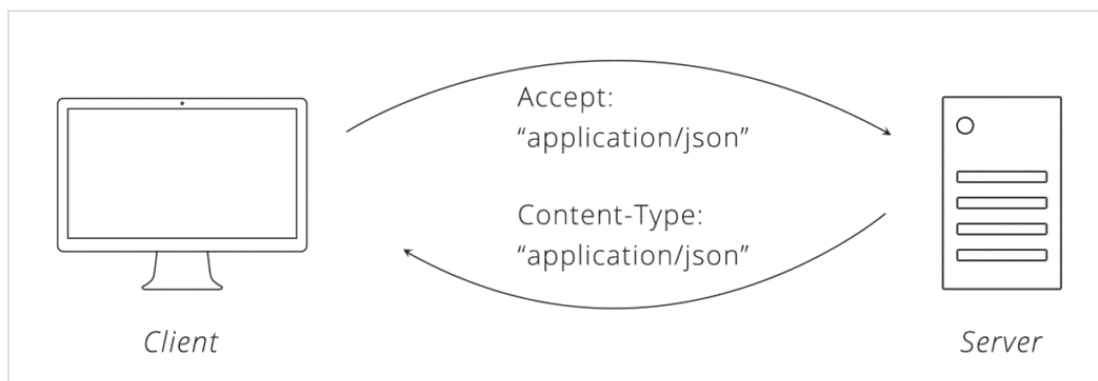 Accept:
“application/json”
Content-Type:
“application/json”
Client
Server